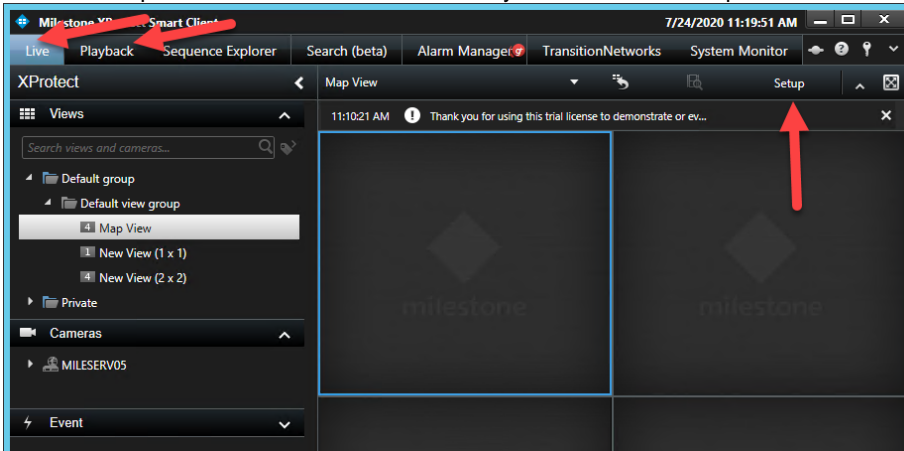 Milestone XProtect Smart Client
7/24/2020 11:19:51 AM
Live Playback Sequence Explorer Search (beta) Alarm Manager 9 TransitionNetworks System Monitor
XProtect
Map View
Setup
Views
11:10:21 AM Thank you for using this trial license to demonstrate or ev...
Search views and cameras...
Default group
Default view group
4 Map View
1 New View (1 x 1)
4 New View (2 x 2)
Private
milestone milestone
Cameras
MILESERV05
Event